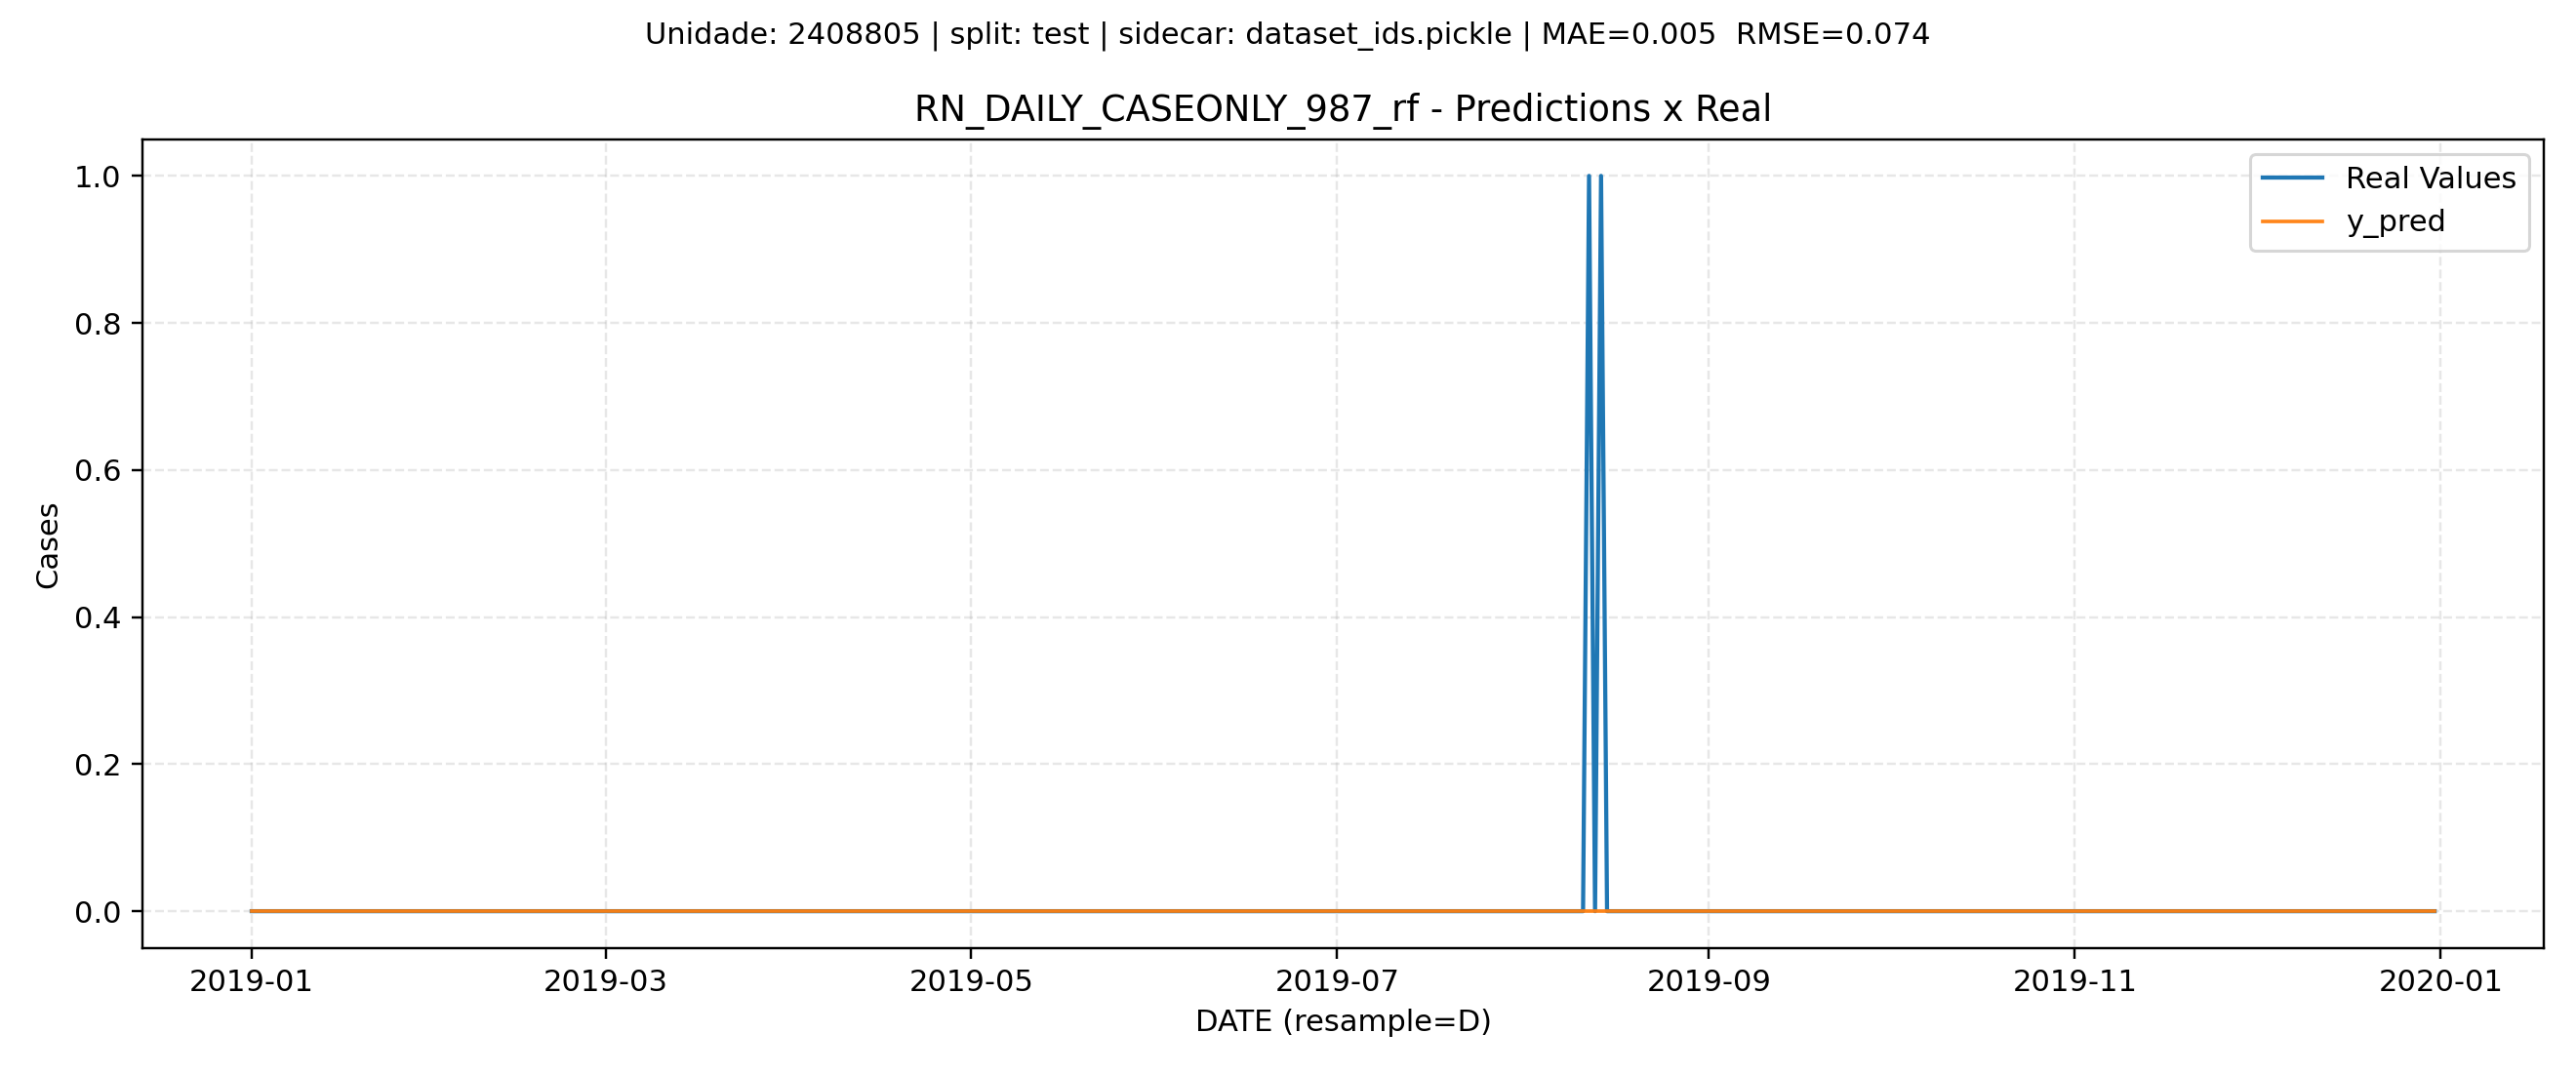 Unidade: 2408805 | split: test | sidecar: dataset_ids.pickle | MAE=0.005  RMSE=0.074
RN_DAILY_CASEONLY_987_rf - Predictions x Real
Real Values
y_pred
1.0
0.8
0.6
0.4
0.2
0.0
Cases
2019-01
2019-03
2019-05
2019-07
2019-09
2019-11
2020-01
DATE (resample=D)